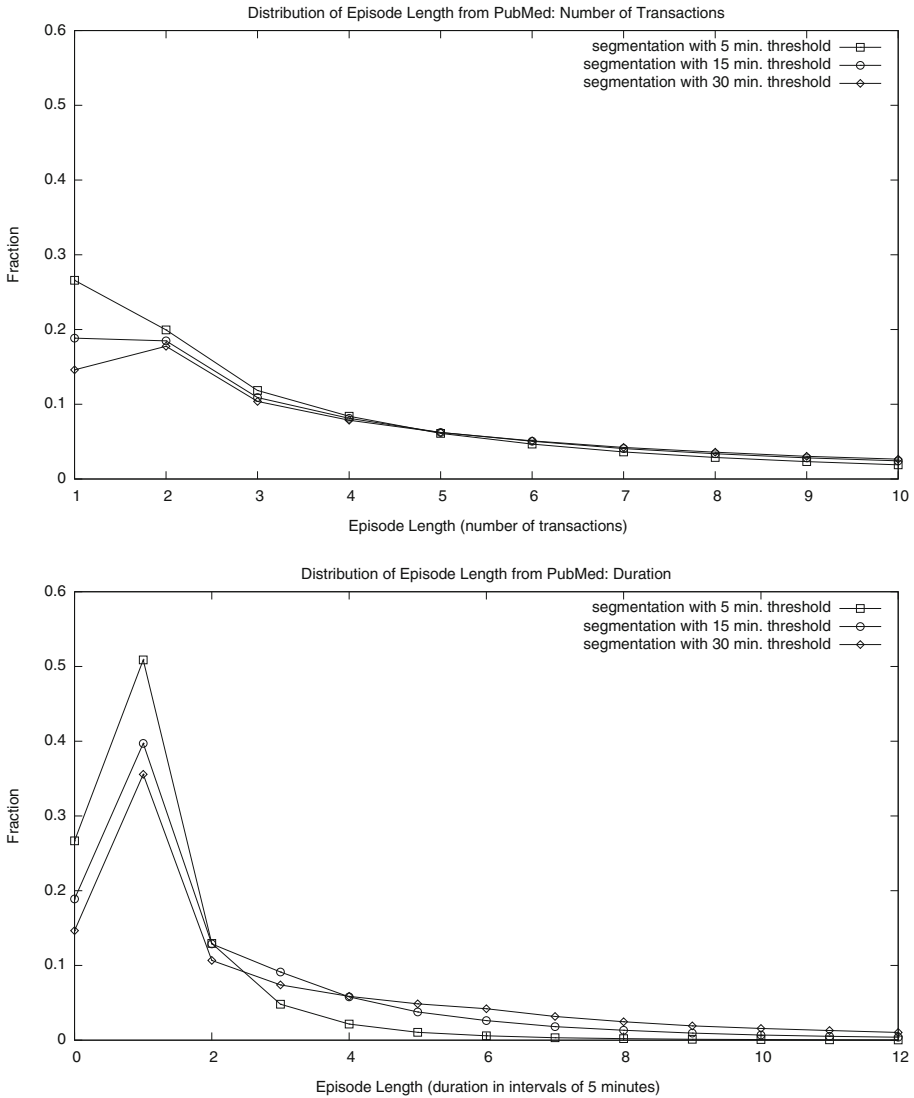 Distribution of Episode Length from PubMed: Number of Transactions
segmentation with 5 min. threshold
segmentation with 15 min. threshold
segmentation with 30 min. threshold
0.6
0.5
0.4
0.3
0.2
0.1
0
Fraction
1 2 3 4 5 6 7 8 9 10
Episode Length (number of transactions)
Distribution of Episode Length from PubMed: Duration
segmentation with 5 min. threshold
segmentation with 15 min. threshold
segmentation with 30 min. threshold
0.6
0.5
0.4
0.3
0.2
0.1
0
Fraction
0 2 4 6 8 10 12
Episode Length (duration in intervals of 5 minutes)